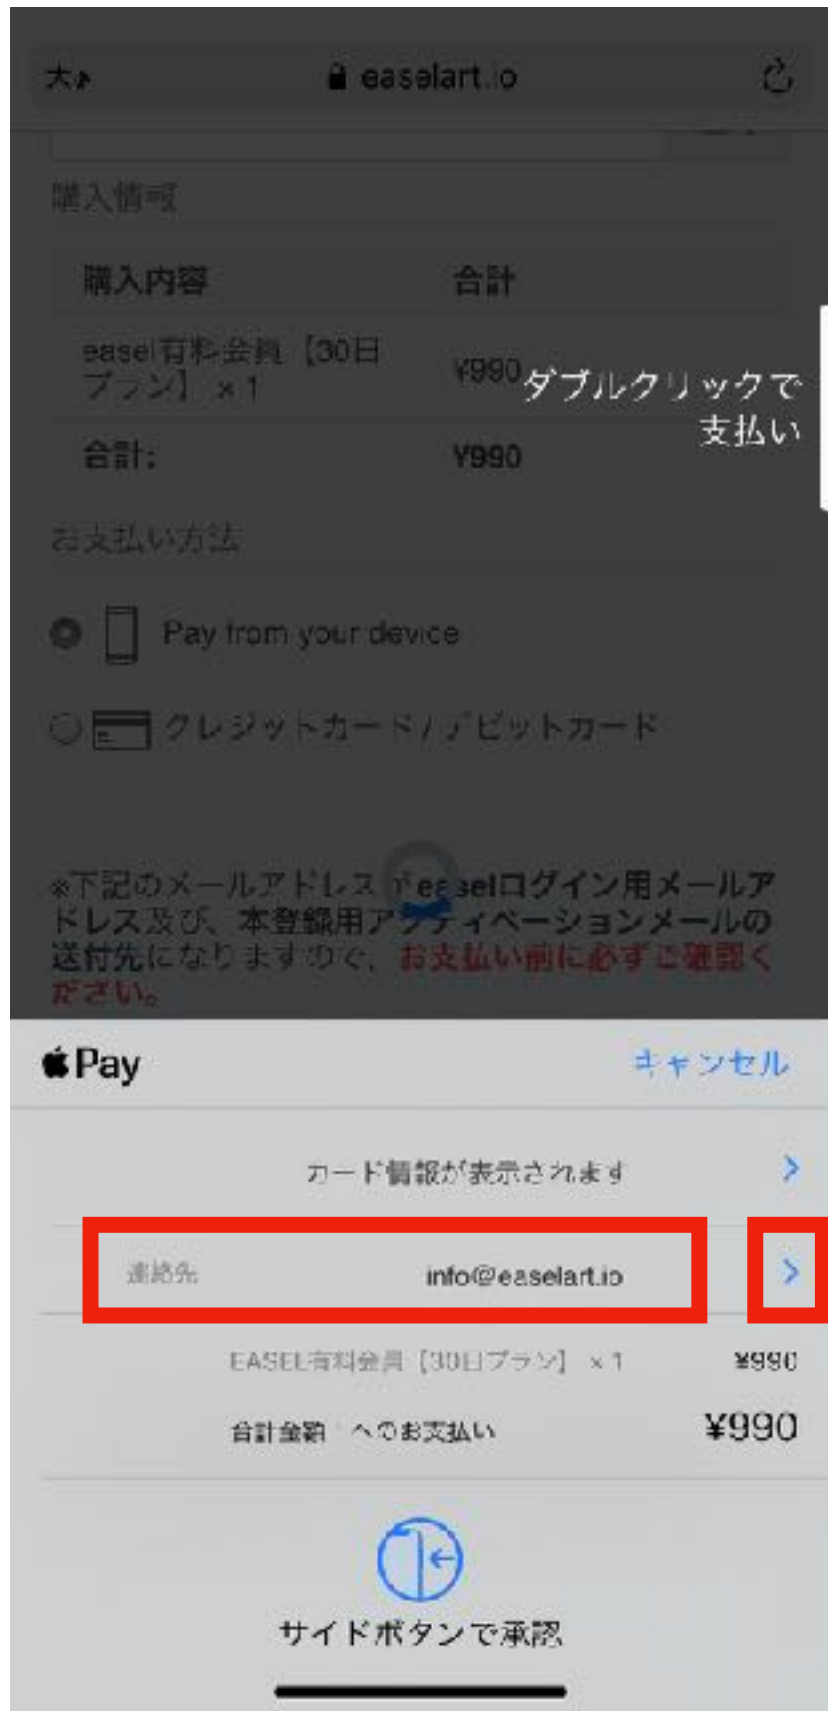 大あ easelart.io
購入情報
購入内容 合計
easel有料会員【30日
プラン】 × 1 ¥990
ダブルクリックで
支払い
合計: ¥990
お支払い方法
Pay from your device
クレジットカード / デビットカード
※下記のメールアドレスが easelログイン用メールア
ドレス及び、本登録用アクティベーションメールの
送付先になりますので、お支払い前に必ずご確認く
ださい。
Pay キャンセル
カード情報が表示されます
連絡先 info@easelart.io
EASEL有料会員【30日プラン】 × 1 ¥990
合計金額 へのお支払い ¥990
サイドボタンで承認